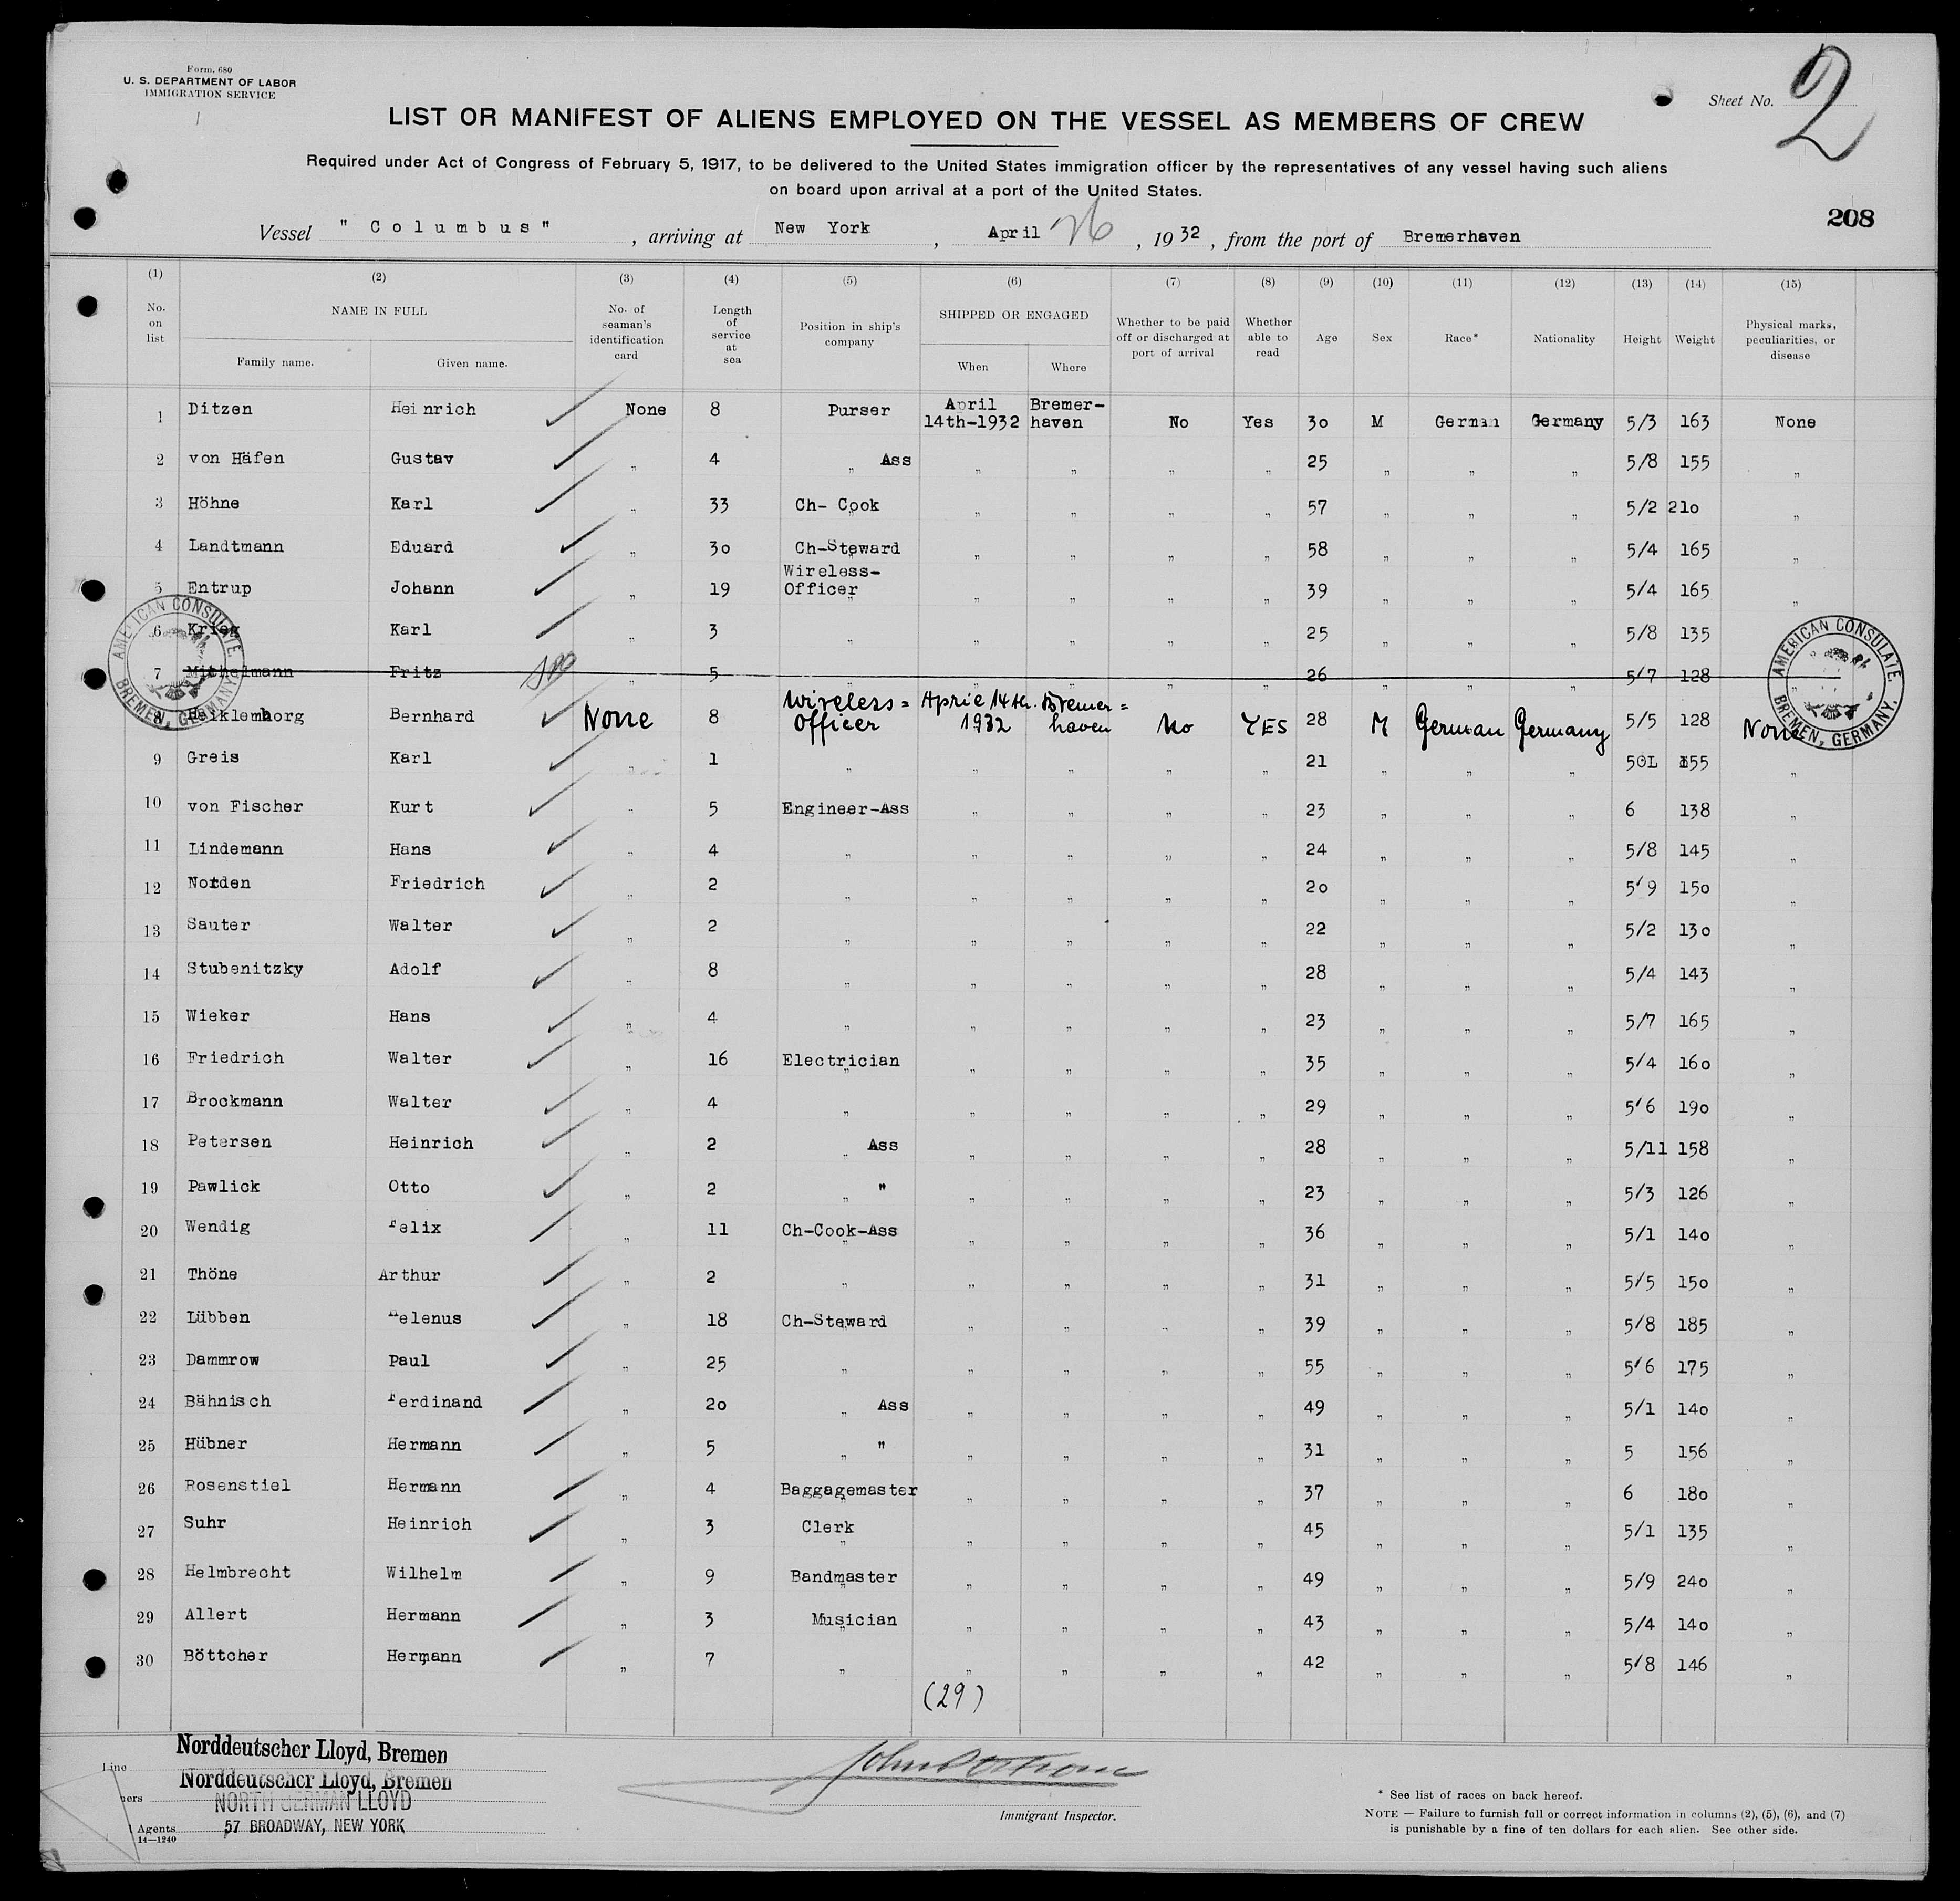 Form. 680
U. S. DEPARTMENT OF LABOR
IMMIGRATION SERVICE
Sheet No. 2
LIST OR MANIFEST OF ALIENS EMPLOYED ON THE VESSEL AS MEMBERS OF CREW
Required under Act of Congress of February 5, 1917, to be delivered to the United States immigration officer by the representatives of any vessel having such aliens
on board upon arrival at a port of the United States.
208
Vessel " Columbus " , arriving at New York , April 26 , 1932 , from the port of Bremerhaven
(1) (2) (3) (4) (5) (6) (7) (8) (9) (10) (11) (12) (13) (14) (15)
No. on list NAME IN FULL Family name. Given name. No. of seaman's identification card Length of service at sea Position in ship's company SHIPPED OR ENGAGED When Where Whether to be paid off or discharged at port of arrival Whether able to read Age Sex Race* Nationality Height Weight Physical marks, peculiarities, or disease
1 Ditzen Heinrich None 8 Purser April 14th-1932 Bremer-haven No Yes 30 M German Germany 5/3 163 None
2 von Häfen Gustav " 4 " Ass " " " " 25 " " " 5/8 155 "
3 Höhne Karl " 33 Ch- Cook " " " " 57 " " " 5/2 210 "
4 Landtmann Eduard " 30 Ch-Steward " " " " 58 " " " 5/4 165 "
5 Entrup Johann " 19 Wireless-Officer " " " " 39 " " " 5/4 165 "
6 Krieg Karl " 3 " " " " " 25 " " " 5/8 135 "
7 Fritz " 5 " " " " " 26 " " " 5/7 128 "
8 Bernhard None 8 Wireless= Officer April 14th. 1932 Bremer= haven No YES 28 M German Germany 5/5 128 None
9 Greis Karl " 1 " " " " " 21 " " " 155 "
10 von Fischer Kurt " 5 Engineer-Ass " " " " 23 " " " 6 138 "
11 Lindemann Hans " 4 " " " " " 24 " " " 5/8 145 "
12 Norden Friedrich " 2 " " " " " 20 " " " 5/9 150 "
13 Sauter Walter " 2 " " " " " 22 " " " 5/2 130 "
14 Stubenitzky Adolf " 8 " " " " " 28 " " " 5/4 143 "
15 Wieker Hans " 4 " " " " " 23 " " " 5/7 165 "
16 Friedrich Walter " 16 Electrician " " " " 35 " " " 5/4 160 "
17 Brockmann Walter " 4 " " " " " 29 " " " 5/6 190 "
18 Petersen Heinrich " 2 " Ass " " " " 28 " " " 5/11 158 "
19 Pawlick Otto " 2 " " " " " " 23 " " " 5/3 126 "
20 Wendig Felix " 11 Ch-Cook-Ass " " " " 36 " " " 5/1 140 "
21 Thöne Arthur " 2 " " " " " 31 " " " 5/5 150 "
22 Lübben Helenus " 18 Ch-Steward " " " " 39 " " " 5/8 185 "
23 Dammrow Paul " 25 " " " " " 55 " " " 5/6 175 "
24 Bähnisch Ferdinand " 20 " Ass " " " " 49 " " " 5/1 140 "
25 Hübner Hermann " 5 " " " " " " 31 " " " 5 156 "
26 Rosenstiel Hermann " 4 Baggagemaster " " " " 37 " " " 6 180 "
27 Suhr Heinrich " 3 Clerk " " " " 45 " " " 5/1 135 "
28 Helmbrecht Wilhelm " 9 Bandmaster " " " " 49 " " " 5/9 240 "
29 Allert Hermann " 3 Musician " " " " 43 " " " 5/4 140 "
30 Böttcher Hermann " 7 " " " " " 42 " " " 5/8 146 "
(29)
AMERICAN CONSULATE
BREMEN, GERMANY.
AMERICAN CONSULATE
BREMEN, GERMANY.
Norddeutscher Lloyd, Bremen
Line
Norddeutscher Lloyd, Bremen
NORTH GERMAN LLOYD
Agents 57 BROADWAY, NEW YORK
14—1240
Immigrant Inspector.
* See list of races on back hereof.
NOTE — Failure to furnish full or correct information in columns (2), (5), (6), and (7)
is punishable by a fine of ten dollars for each alien. See other side.